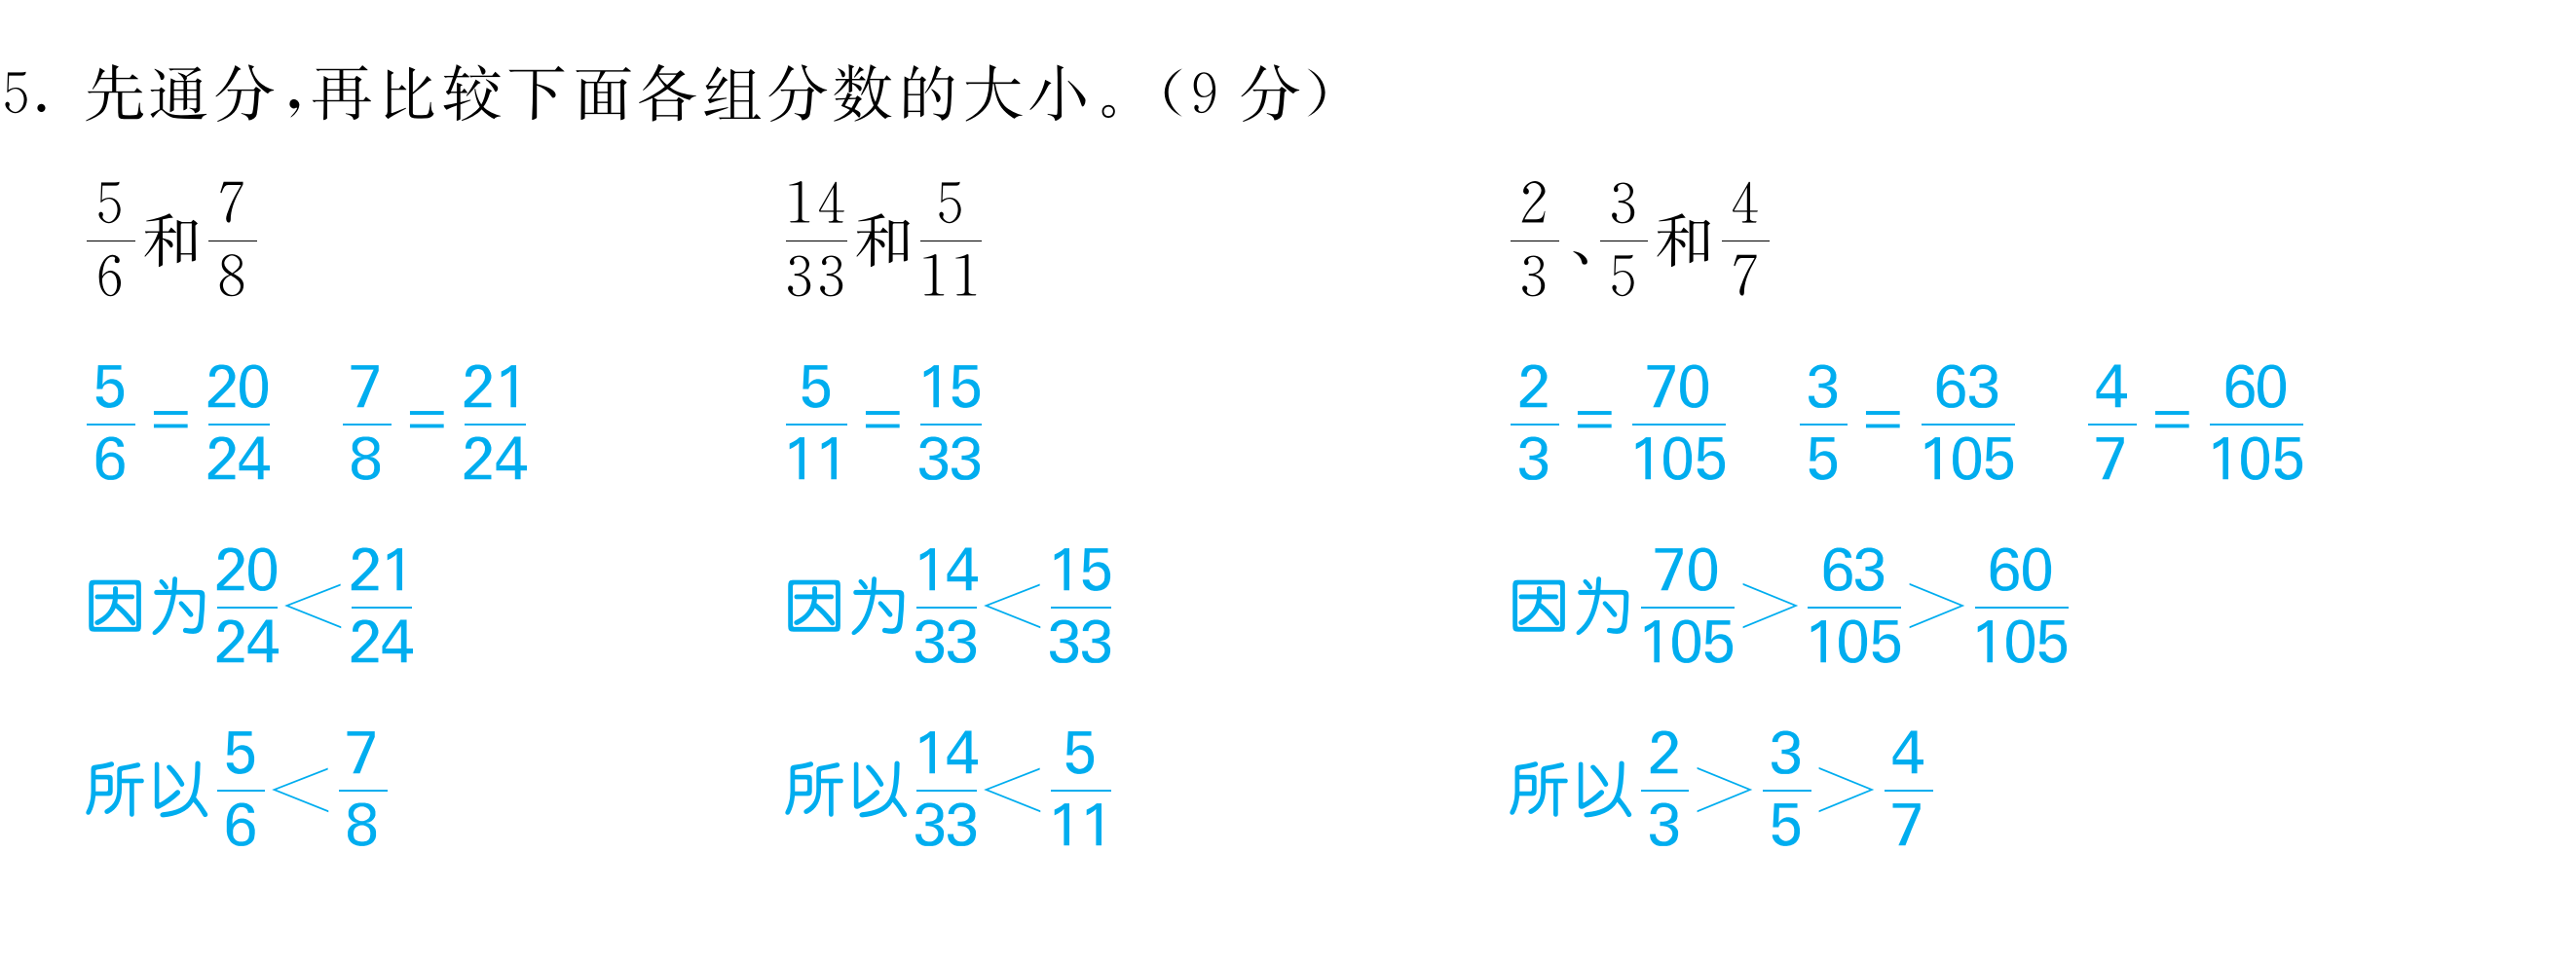 5. 先通分,再比较下面各组分数的大小。(9 分)
5/6 和 7/8 14/33 和 5/11 2/3、3/5 和 4/7
5/6 = 20/24 7/8 = 21/24 5/11 = 15/33 2/3 = 70/105 3/5 = 63/105 4/7 = 60/105
因为 20/24 < 21/24 因为 14/33 < 15/33 因为 70/105 > 63/105 > 60/105
所以 5/6 < 7/8 所以 14/33 < 5/11 所以 2/3 > 3/5 > 4/7